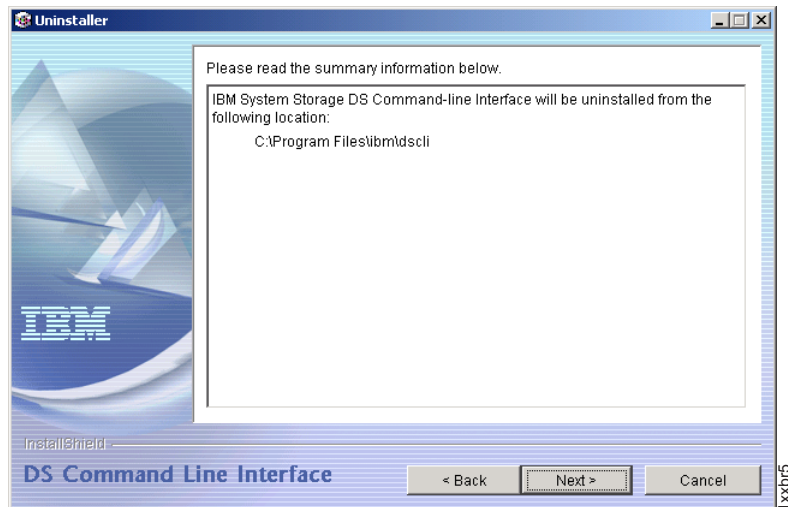 Uninstaller
Please read the summary information below.
IBM System Storage DS Command-line Interface will be uninstalled from the
following location:
C:\Program Files\ibm\dscli
IBM
InstallShield
DS Command Line Interface
< Back
Next >
Cancel